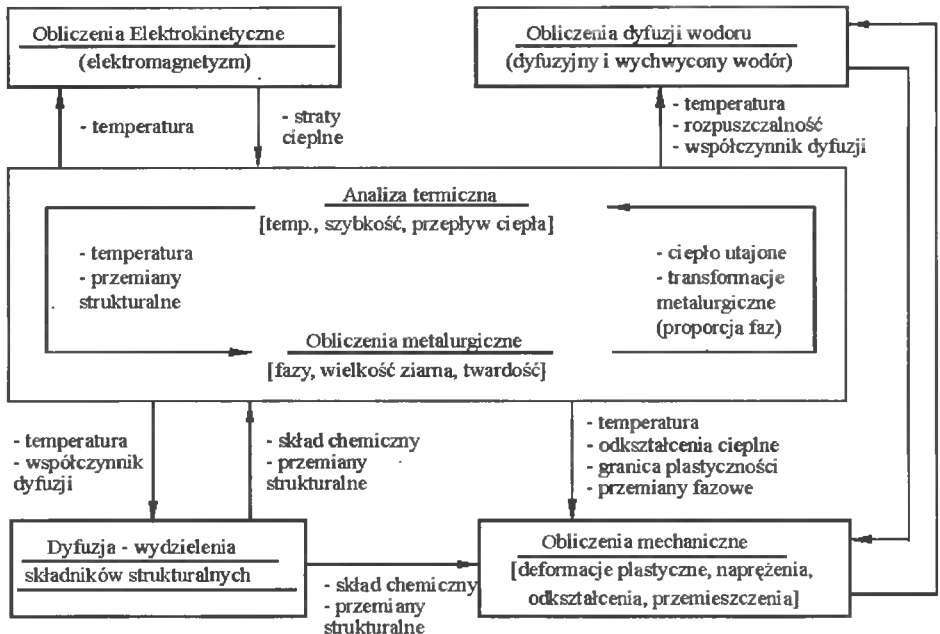 Obliczenia Elektrokinetyczne
(elektromagnetyzm)
Obliczenia dyfuzji wodoru
(dyfuzyjny i wychwycony wodór)
- temperatura
- straty
cieplne
- temperatura
- rozpuszczalność
- współczynnik dyfuzji
Analiza termiczna
[temp., szybkość, przepływ ciepła]
- temperatura
- przemiany
strukturalne
- ciepło utajone
- transformacje
metalurgiczne
(proporcja faz)
Obliczenia metalurgiczne
[fazy, wielkość ziarna, twardość]
- temperatura
- współczynnik
dyfuzji
- skład chemiczny
- przemiany
strukturalne
- temperatura
- odkształcenia cieplne
- granica plastyczności
- przemiany fazowe
Dyfuzja - wydzielenia
składników strukturalnych
- skład chemiczny
- przemiany
strukturalne
Obliczenia mechaniczne
[deformacje plastyczne, naprężenia,
odkształcenia, przemieszczenia]